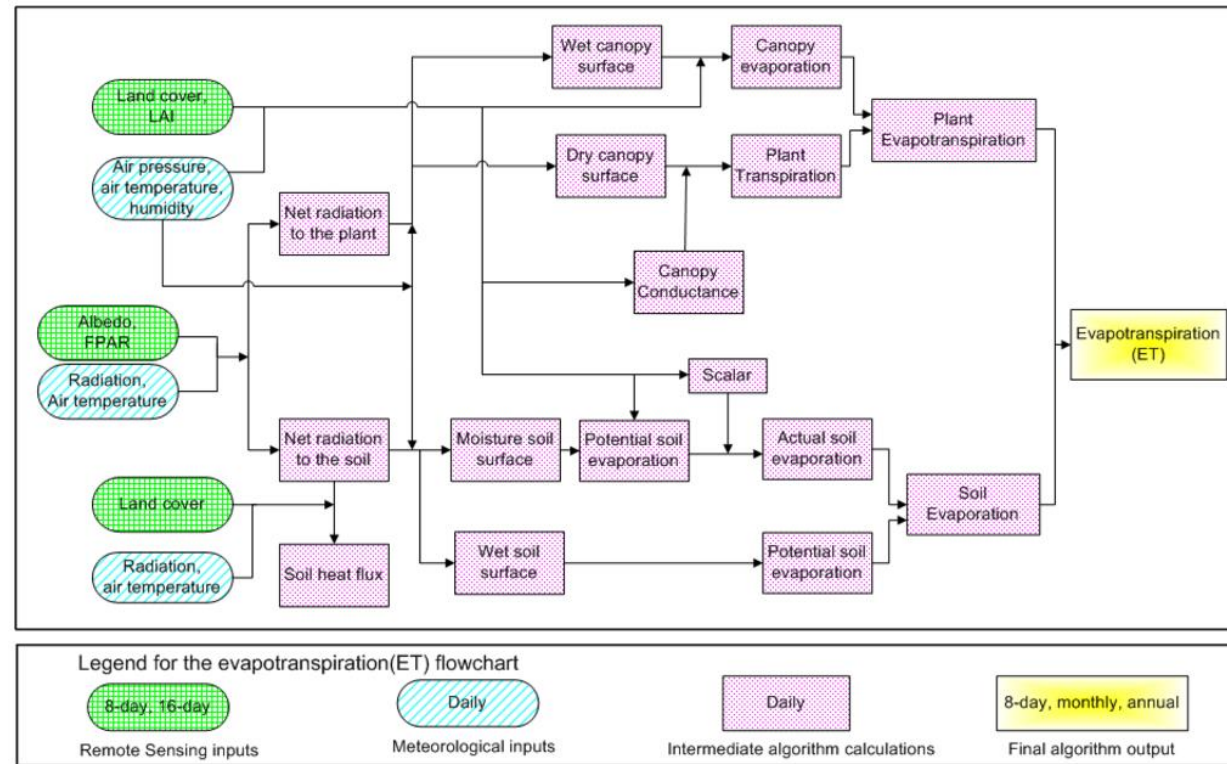 Wet canopy
surface
Canopy
evaporation
Land cover,
LAI
Plant
Evapotranspiration
Air pressure,
air temperature,
humidity
Dry canopy
surface
Plant
Transpiration
Net radiation
to the plant
Canopy
Conductance
Albedo,
FPAR
Evapotranspiration
(ET)
Radiation,
Air temperature
Scalar
Net radiation
to the soil
Moisture soil
surface
Potential soil
evaporation
Actual soil
evaporation
Land cover
Soil
Evaporation
Radiation,
air temperature
Soil heat flux
Wet soil
surface
Potential soil
evaporation
Legend for the evapotranspiration(ET) flowchart
8-day, 16-day
Daily
Daily
8-day, monthly, annual
Remote Sensing inputs
Meteorological inputs
Intermediate algorithm calculations
Final algorithm output